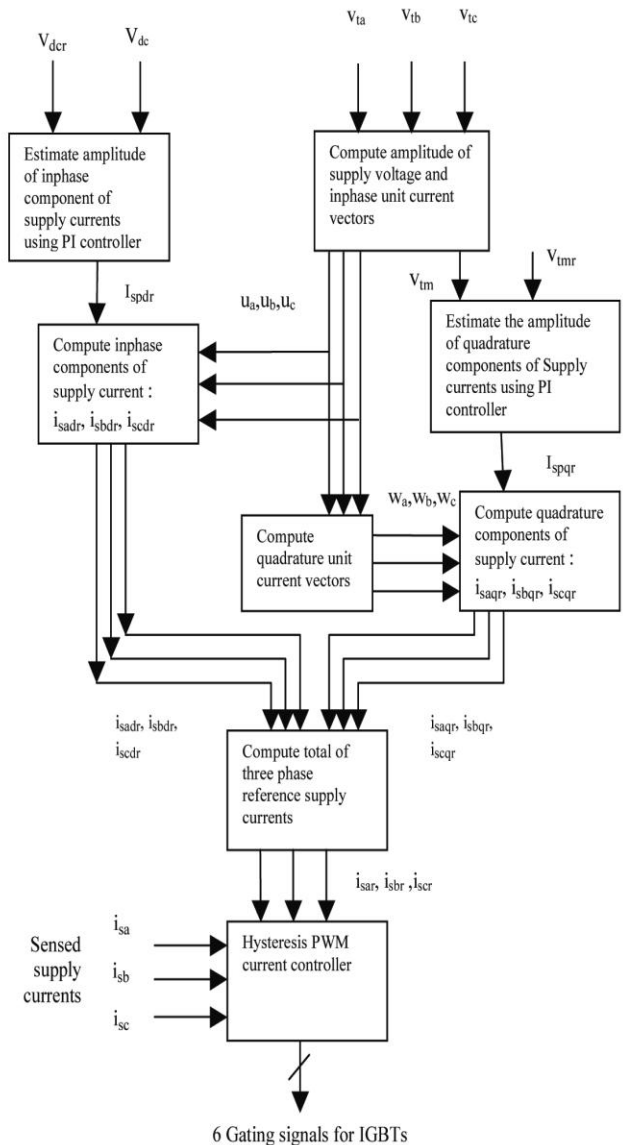 V_dcr V_dc
v_ta v_tb v_tc
Estimate amplitude
of inphase
component of
supply currents
using PI controller
Compute amplitude of
supply voltage and
inphase unit current
vectors
I_spdr
u_a,u_b,u_c
v_tm
v_tmr
Compute inphase
components of
supply current :
i_sadr, i_sbdr, i_scdr
Estimate the amplitude
of quadrature
components of Supply
currents using PI
controller
I_spqr
w_a,w_b,w_c
Compute
quadrature unit
current vectors
Compute quadrature
components of
supply current :
i_saqr, i_sbqr, i_scqr
i_sadr, i_sbdr,
i_scdr
i_saqr, i_sbqr,
i_scqr
Compute total of
three phase
reference supply
currents
i_sar, i_sbr ,i_scr
Sensed
supply
currents
i_sa
i_sb
i_sc
Hysteresis PWM
current controller
6 Gating signals for IGBTs